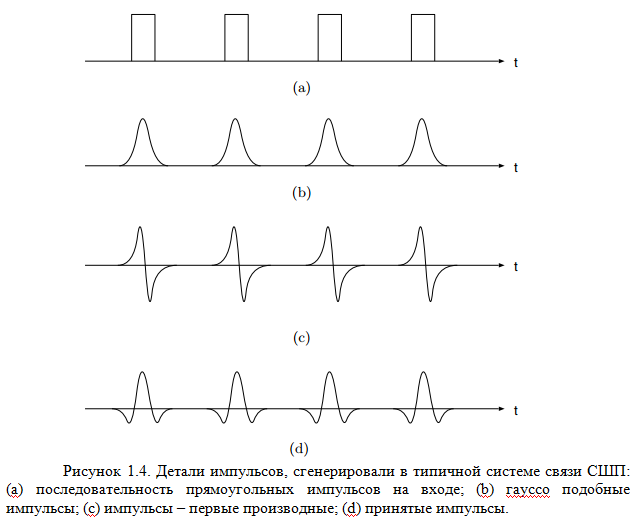 t
(a)
t
(b)
t
(c)
t
(d)
Рисунок 1.4. Детали импульсов, сгенерировали в типичной системе связи СШП:
(a) последовательность прямоугольных импульсов на входе; (b) гауссо подобные
импульсы; (c) импульсы – первые производные; (d) принятые импульсы.